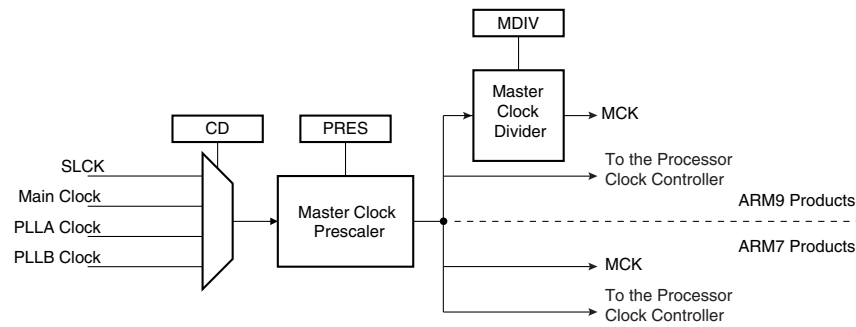 MDIV
Master
Clock
Divider
MCK
CD
PRES
To the Processor
Clock Controller
SLCK
Main Clock
PLLA Clock
PLLB Clock
Master Clock
Prescaler
ARM9 Products
ARM7 Products
MCK
To the Processor
Clock Controller